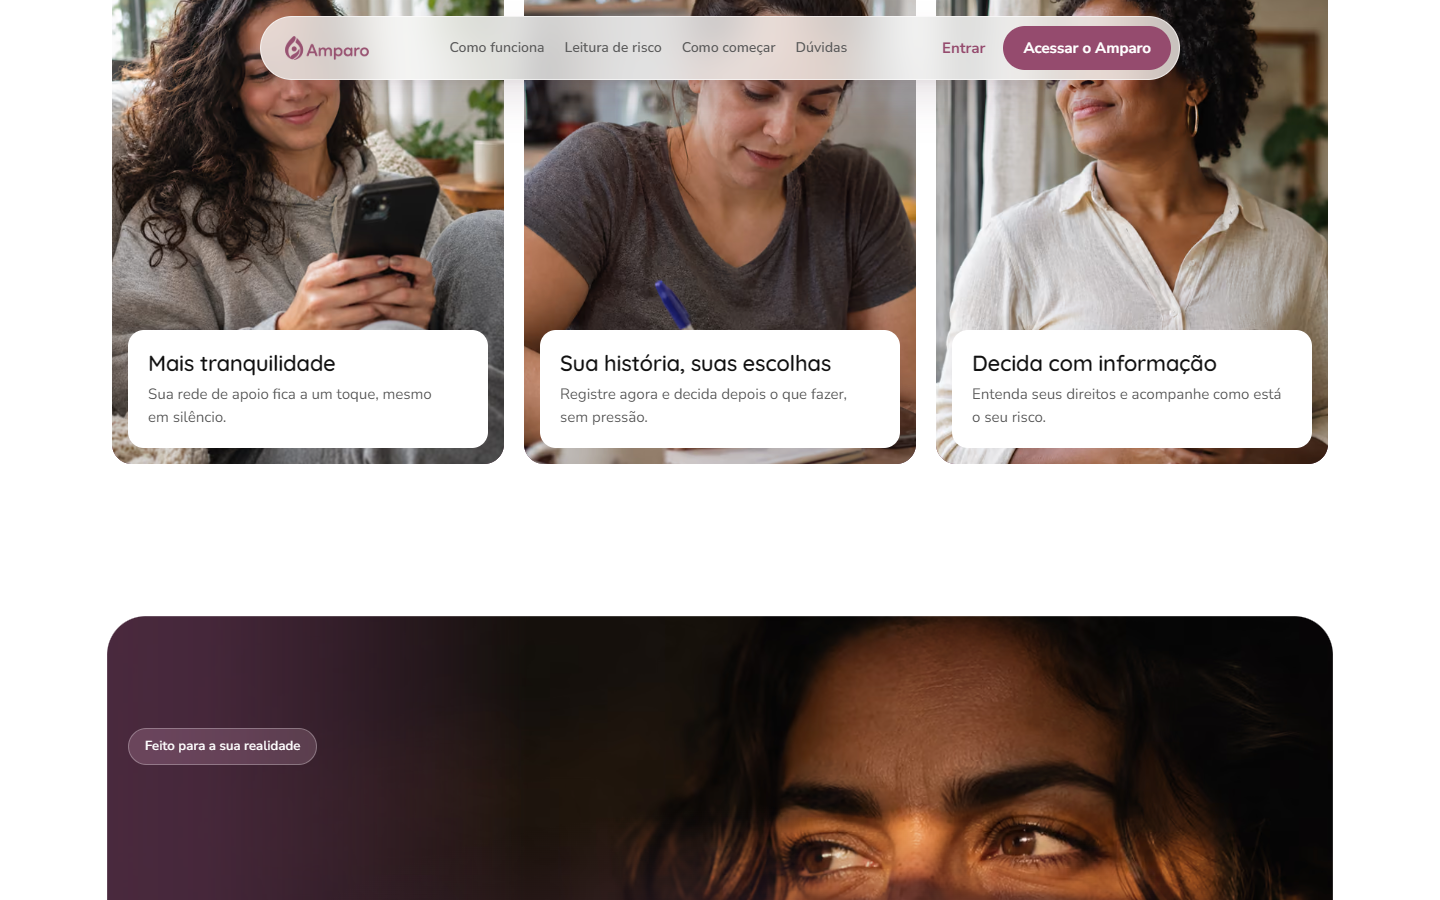 Amparo
Como funciona
Leitura de risco
Como começar
Dúvidas
Entrar
Acessar o Amparo
Mais tranquilidade
Sua rede de apoio fica a um toque, mesmo
em silêncio.
Sua história, suas escolhas
Registre agora e decida depois o que fazer,
sem pressão.
Decida com informação
Entenda seus direitos e acompanhe como está
o seu risco.
Feito para a sua realidade